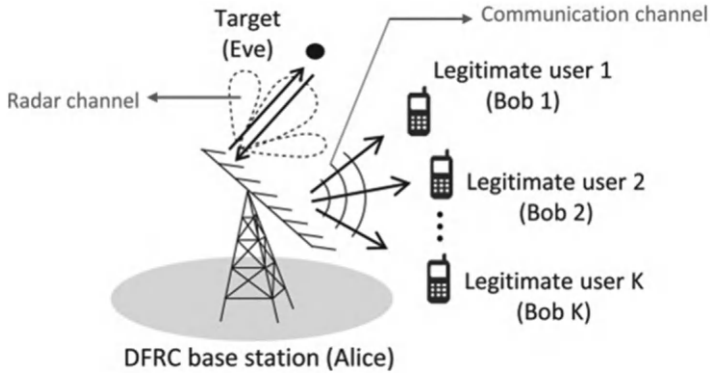 Communication channel
Target
(Eve)
Radar channel
Legitimate user 1
(Bob 1)
Legitimate user 2
(Bob 2)
Legitimate user K
(Bob K)
DFRC base station (Alice)